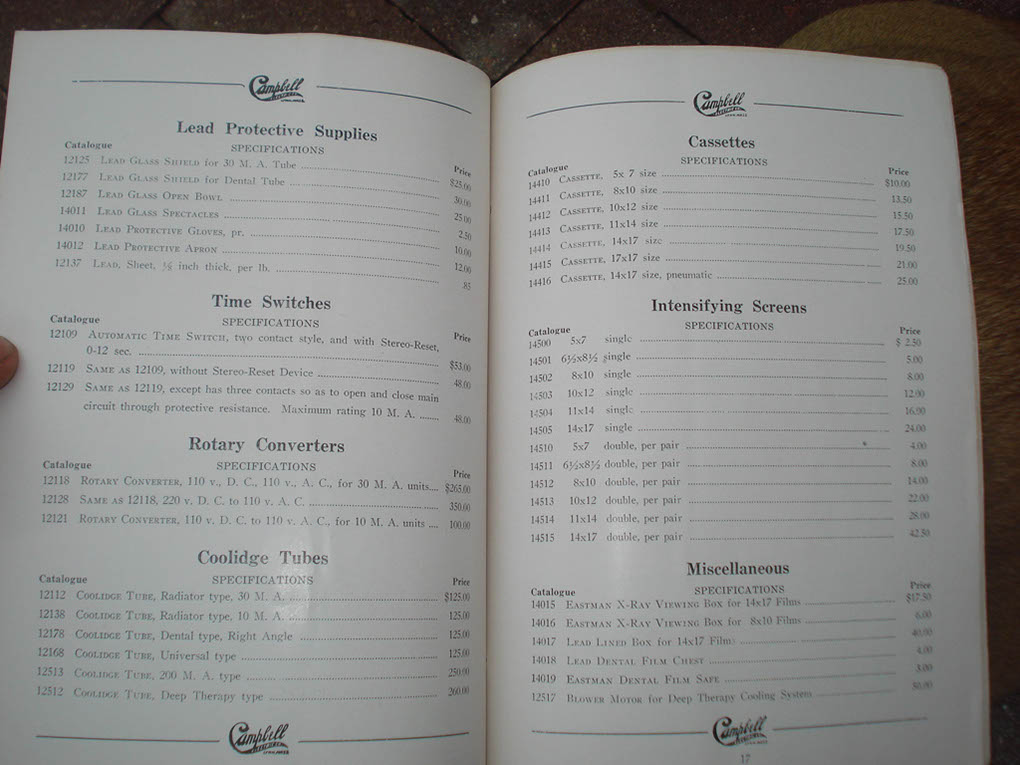 Campbell
Lead Protective Supplies
SPECIFICATIONS
Catalogue Price
12125 LEAD GLASS SHIELD for 30 M. A. Tube $25.00
12177 LEAD GLASS SHIELD for Dental Tube 30.00
12187 LEAD GLASS OPEN BOWL 25.00
14011 LEAD GLASS SPECTACLES 2.50
14010 LEAD PROTECTIVE GLOVES, pr. 10.00
14012 LEAD PROTECTIVE APRON 12.00
12137 LEAD, Sheet, ⅛ inch thick, per lb. 85
Time Switches
SPECIFICATIONS
Catalogue Price
12109 AUTOMATIC TIME SWITCH, two contact style, and with Stereo-Reset,
0-12 sec. $53.00
12119 SAME AS 12109, without Stereo-Reset Device 48.00
12129 SAME AS 12119, except has three contacts so as to open and close main
circuit through protective resistance. Maximum rating 10 M. A. 48.00
Rotary Converters
SPECIFICATIONS
Catalogue Price
12118 ROTARY CONVERTER, 110 v., D. C., 110 v., A. C., for 30 M. A. units $265.00
12128 SAME AS 12118, 220 v. D. C. to 110 v. A. C. 350.00
12121 ROTARY CONVERTER, 110 v. D. C. to 110 v. A. C., for 10 M. A. units 100.00
Coolidge Tubes
SPECIFICATIONS
Catalogue Price
12112 COOLIDGE TUBE, Radiator type, 30 M. A. $125.00
12138 COOLIDGE TUBE, Radiator type, 10 M. A. 125.00
12178 COOLIDGE TUBE, Dental type, Right Angle 125.00
12168 COOLIDGE TUBE, Universal type 125.00
12513 COOLIDGE TUBE, 200 M. A. type 250.00
12512 COOLIDGE TUBE, Deep Therapy type 260.00
Campbell
Campbell
Cassettes
SPECIFICATIONS
Catalogue Price
14410 CASSETTE, 5x 7 size $10.00
14411 CASSETTE, 8x10 size 13.50
14412 CASSETTE, 10x12 size 15.50
14413 CASSETTE, 11x14 size 17.50
14414 CASSETTE, 14x17 size 19.50
14415 CASSETTE, 17x17 size 21.00
14416 CASSETTE, 14x17 size, pneumatic 25.00
Intensifying Screens
SPECIFICATIONS
Catalogue Price
14500 5x7 single $ 2.50
14501 6½x8½ single 5.00
14502 8x10 single 8.00
14503 10x12 single 12.00
14504 11x14 single 16.00
14505 14x17 single 24.00
14510 5x7 double, per pair 4.00
14511 6½x8½ double, per pair 8.00
14512 8x10 double, per pair 14.00
14513 10x12 double, per pair 22.00
14514 11x14 double, per pair 28.00
14515 14x17 double, per pair 42.50
Miscellaneous
SPECIFICATIONS
Catalogue Price
14015 EASTMAN X-RAY VIEWING BOX for 14x17 Films $17.50
14016 EASTMAN X-RAY VIEWING BOX for 8x10 Films 6.00
14017 LEAD LINED BOX for 14x17 Films 40.00
14018 LEAD DENTAL FILM CHEST 4.00
14019 EASTMAN DENTAL FILM SAFE 3.00
12517 BLOWER MOTOR for Deep Therapy Cooling System 50.00
Campbell
17